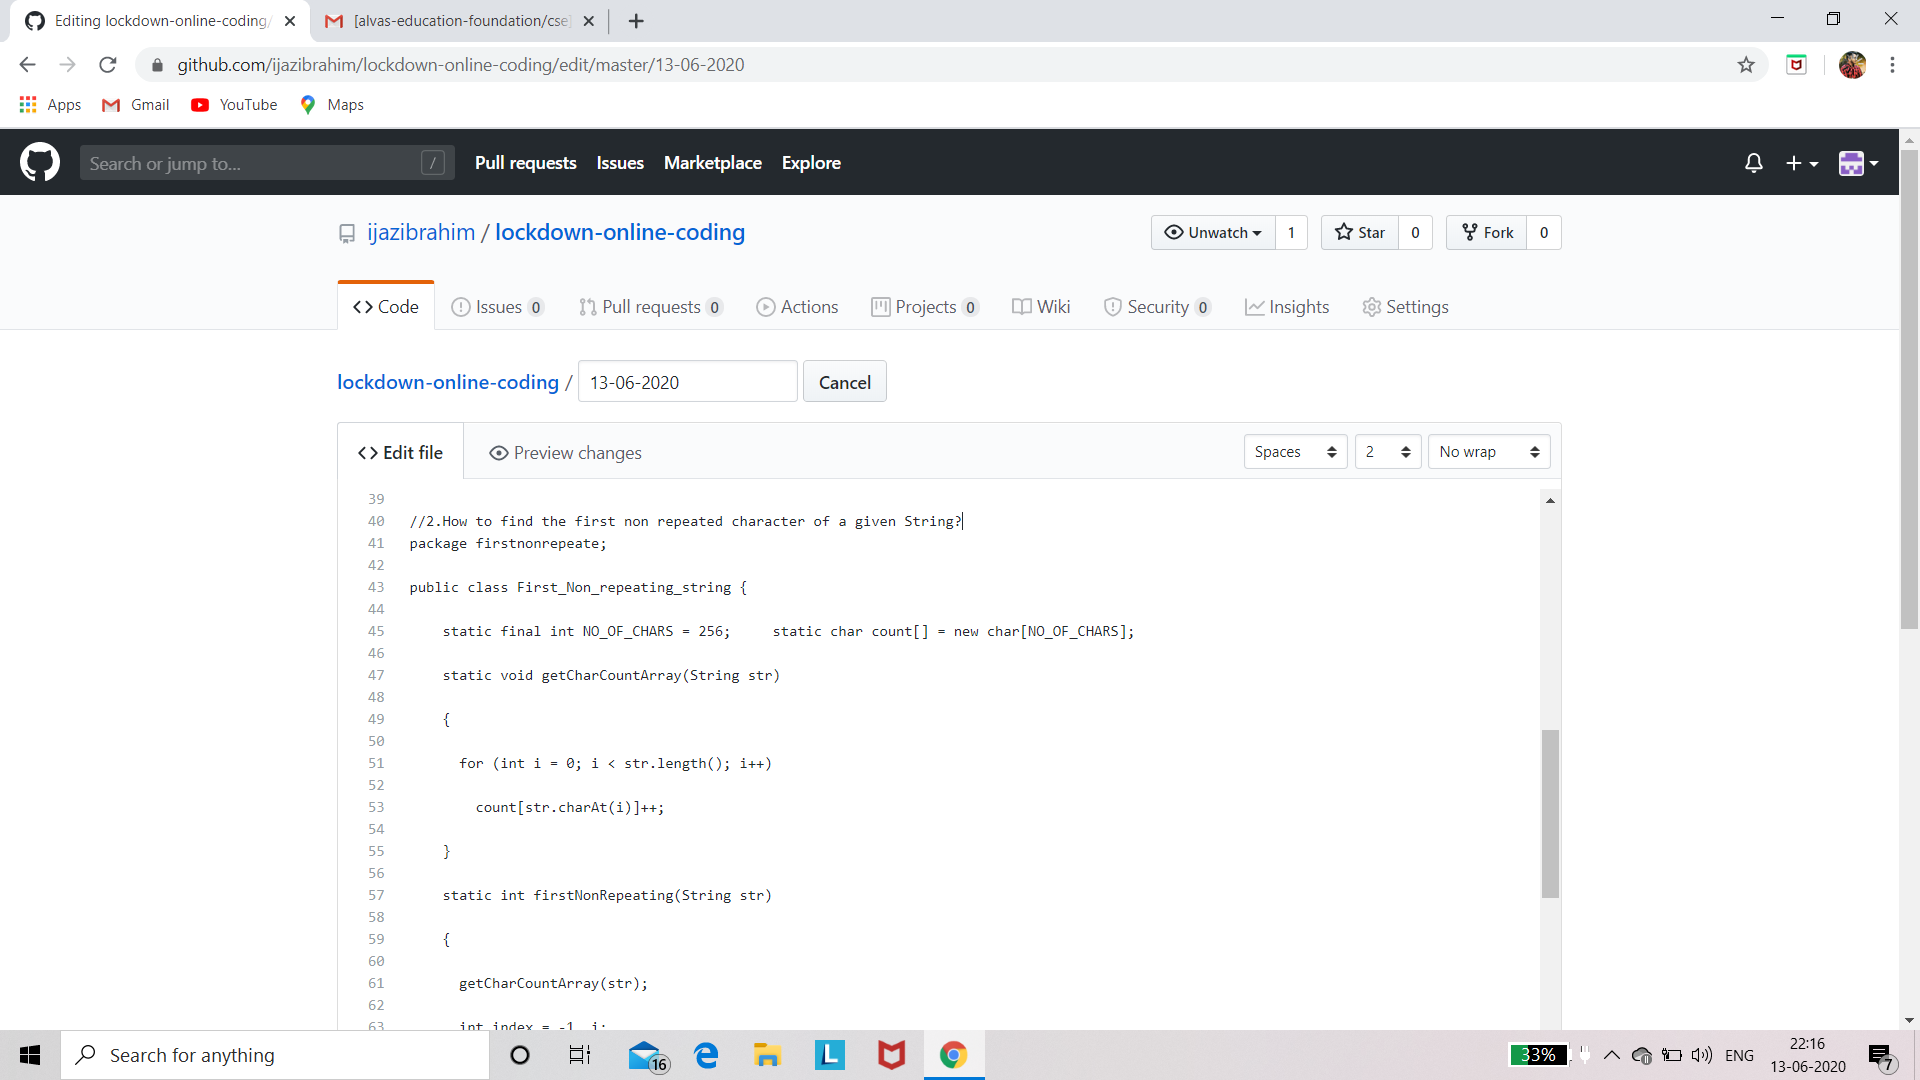 Editing lockdown-online-coding/
[alvas-education-foundation/cse]
github.com/ijazibrahim/lockdown-online-coding/edit/master/13-06-2020
Apps Gmail YouTube Maps
Search or jump to... /
Pull requests Issues Marketplace Explore
ijazibrahim / lockdown-online-coding
Unwatch 1 Star 0 Fork 0
Code Issues 0 Pull requests 0 Actions Projects 0 Wiki Security 0 Insights Settings
lockdown-online-coding / 13-06-2020 Cancel
<> Edit file Preview changes Spaces 2 No wrap
39
40 //2.How to find the first non repeated character of a given String?
41 package firstnonrepeate;
42
43 public class First_Non_repeating_string {
44
45 static final int NO_OF_CHARS = 256; static char count[] = new char[NO_OF_CHARS];
46
47 static void getCharCountArray(String str)
48
49 {
50
51 for (int i = 0; i < str.length(); i++)
52
53 count[str.charAt(i)]++;
54
55 }
56
57 static int firstNonRepeating(String str)
58
59 {
60
61 getCharCountArray(str);
62
63 int index = -1, i;
Search for anything
16
L
33%
ENG
22:16
13-06-2020
7